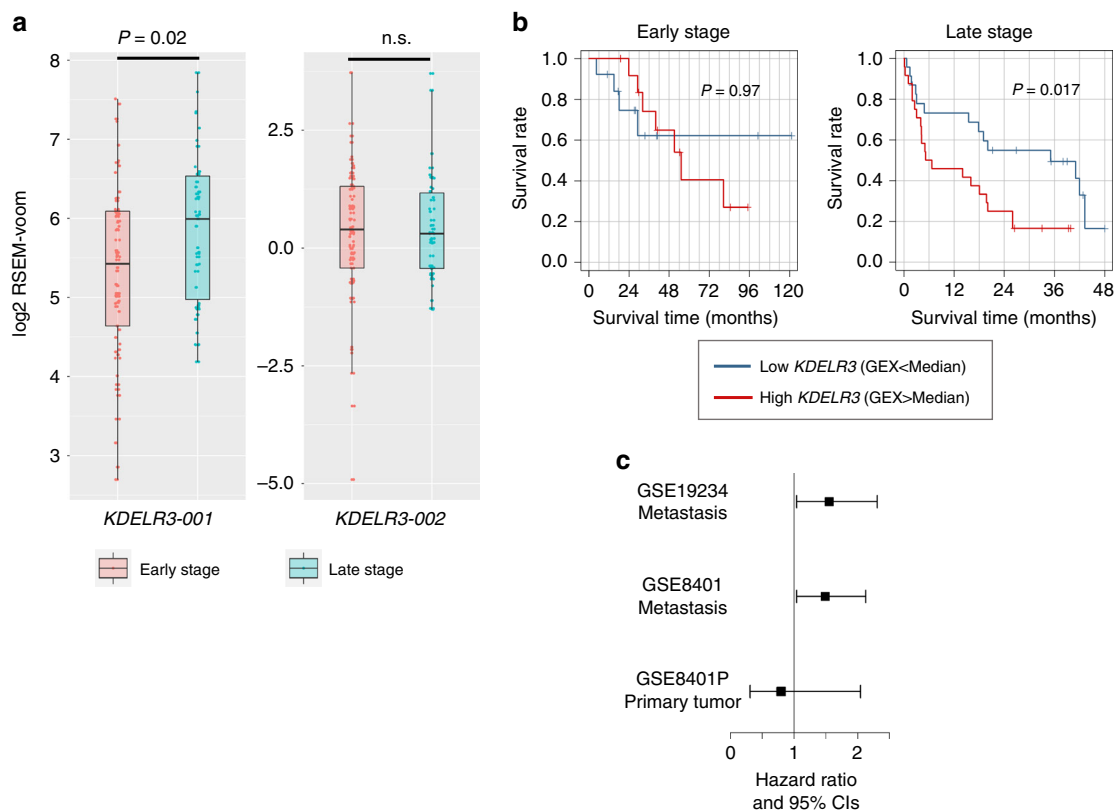 a
P = 0.02
n.s.
8
7
6
5
4
3
log2 RSEM-voom
2.5
0.0
−2.5
−5.0
KDELR3-001
KDELR3-002
Early stage
Late stage
b
Early stage
Late stage
P = 0.97
P = 0.017
Survival rate
1.0
0.8
0.6
0.4
0.2
0.0
0 24 48 72 96 120
Survival time (months)
Survival rate
1.0
0.8
0.6
0.4
0.2
0.0
0 12 24 36 48
Survival time (months)
Low KDELR3 (GEX<Median)
High KDELR3 (GEX>Median)
c
GSE19234
Metastasis
GSE8401
Metastasis
GSE8401P
Primary tumor
0 1 2
Hazard ratio
and 95% CIs